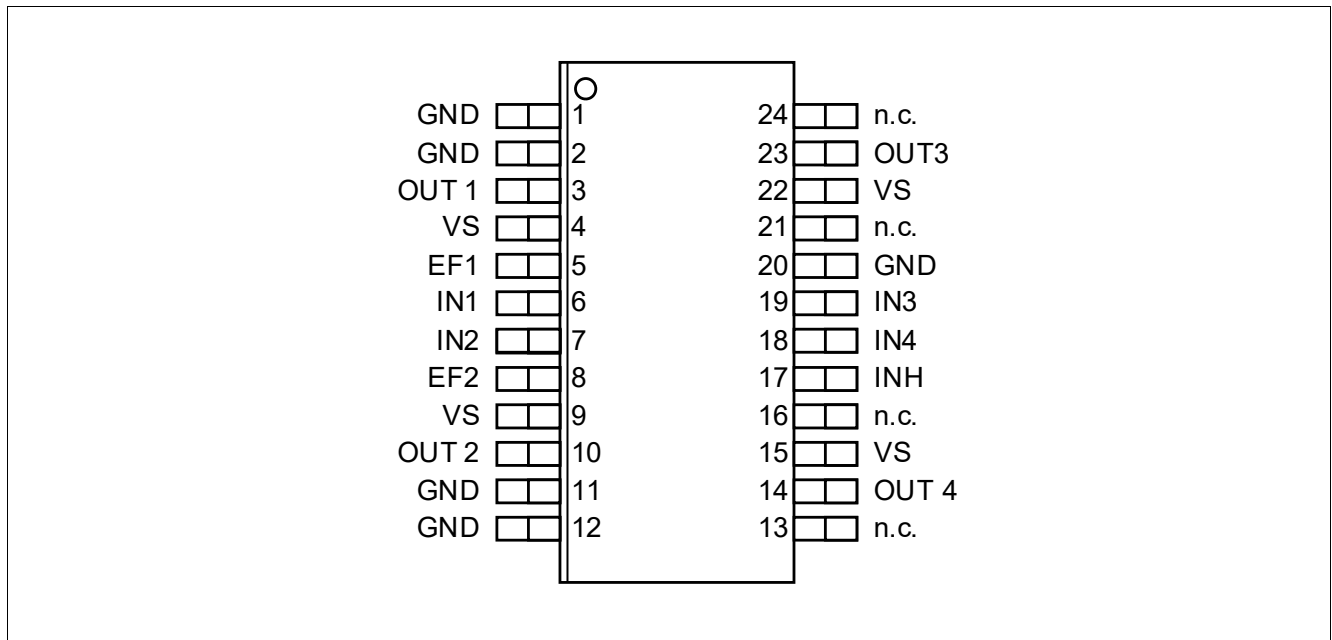 GND 1 24 n.c.
GND 2 23 OUT3
OUT 1 3 22 VS
VS 4 21 n.c.
EF1 5 20 GND
IN1 6 19 IN3
IN2 7 18 IN4
EF2 8 17 INH
VS 9 16 n.c.
OUT 2 10 15 VS
GND 11 14 OUT 4
GND 12 13 n.c.